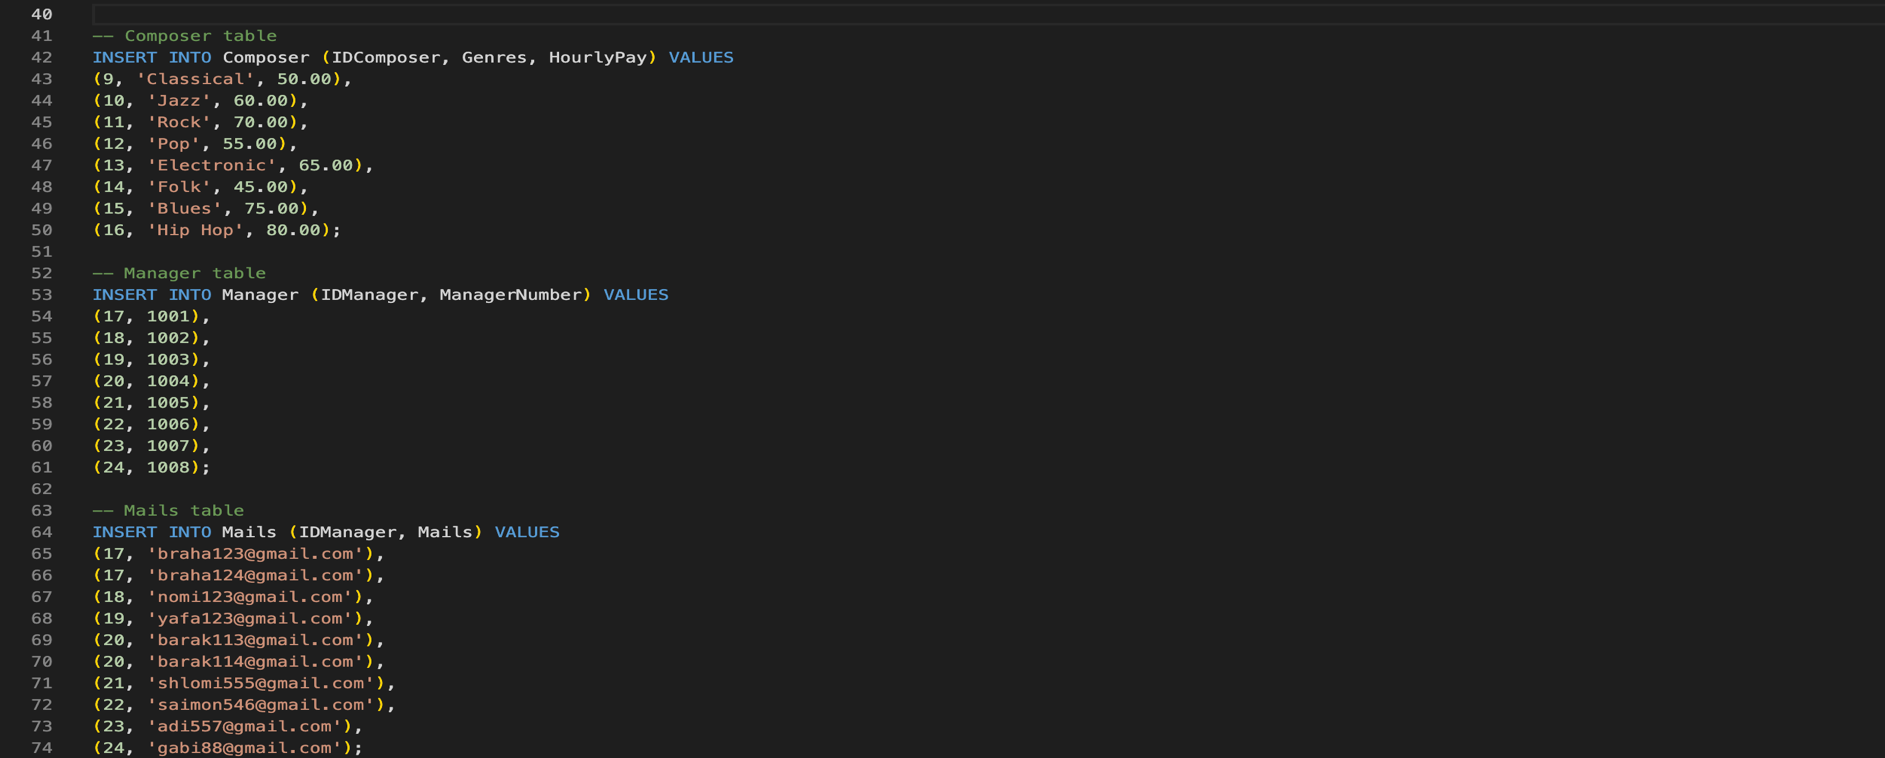 40
41 -- Composer table
42 INSERT INTO Composer (IDComposer, Genres, HourlyPay) VALUES
43 (9, 'Classical', 50.00),
44 (10, 'Jazz', 60.00),
45 (11, 'Rock', 70.00),
46 (12, 'Pop', 55.00),
47 (13, 'Electronic', 65.00),
48 (14, 'Folk', 45.00),
49 (15, 'Blues', 75.00),
50 (16, 'Hip Hop', 80.00);
51
52 -- Manager table
53 INSERT INTO Manager (IDManager, ManagerNumber) VALUES
54 (17, 1001),
55 (18, 1002),
56 (19, 1003),
57 (20, 1004),
58 (21, 1005),
59 (22, 1006),
60 (23, 1007),
61 (24, 1008);
62
63 -- Mails table
64 INSERT INTO Mails (IDManager, Mails) VALUES
65 (17, 'braha123@gmail.com'),
66 (17, 'braha124@gmail.com'),
67 (18, 'nomi123@gmail.com'),
68 (19, 'yafa123@gmail.com'),
69 (20, 'barak113@gmail.com'),
70 (20, 'barak114@gmail.com'),
71 (21, 'shlomi555@gmail.com'),
72 (22, 'saimon546@gmail.com'),
73 (23, 'adi557@gmail.com'),
74 (24, 'gabi88@gmail.com');